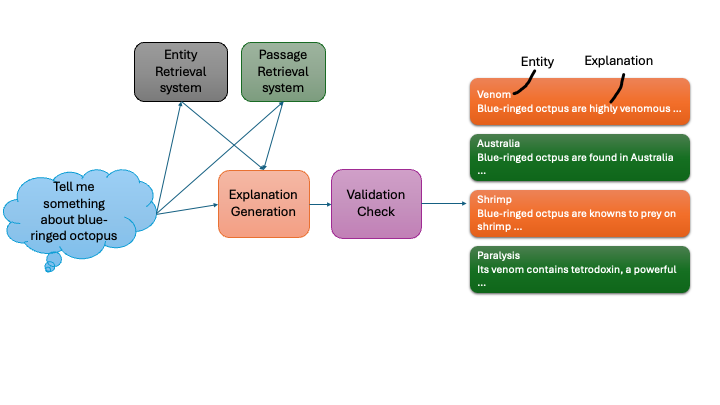 Entity
Retrieval
system
Passage
Retrieval
system
Entity
Explanation
Tell me
something
about blue-
ringed octopus
Explanation
Generation
Validation
Check
Venom
Blue-ringed octpus are highly venomous ...
Australia
Blue-ringed octpus are found in Australia
...
Shrimp
Blue-ringed octpus are knowns to prey on
shrimp ...
Paralysis
Its venom contains tetrodoxin, a powerful
...